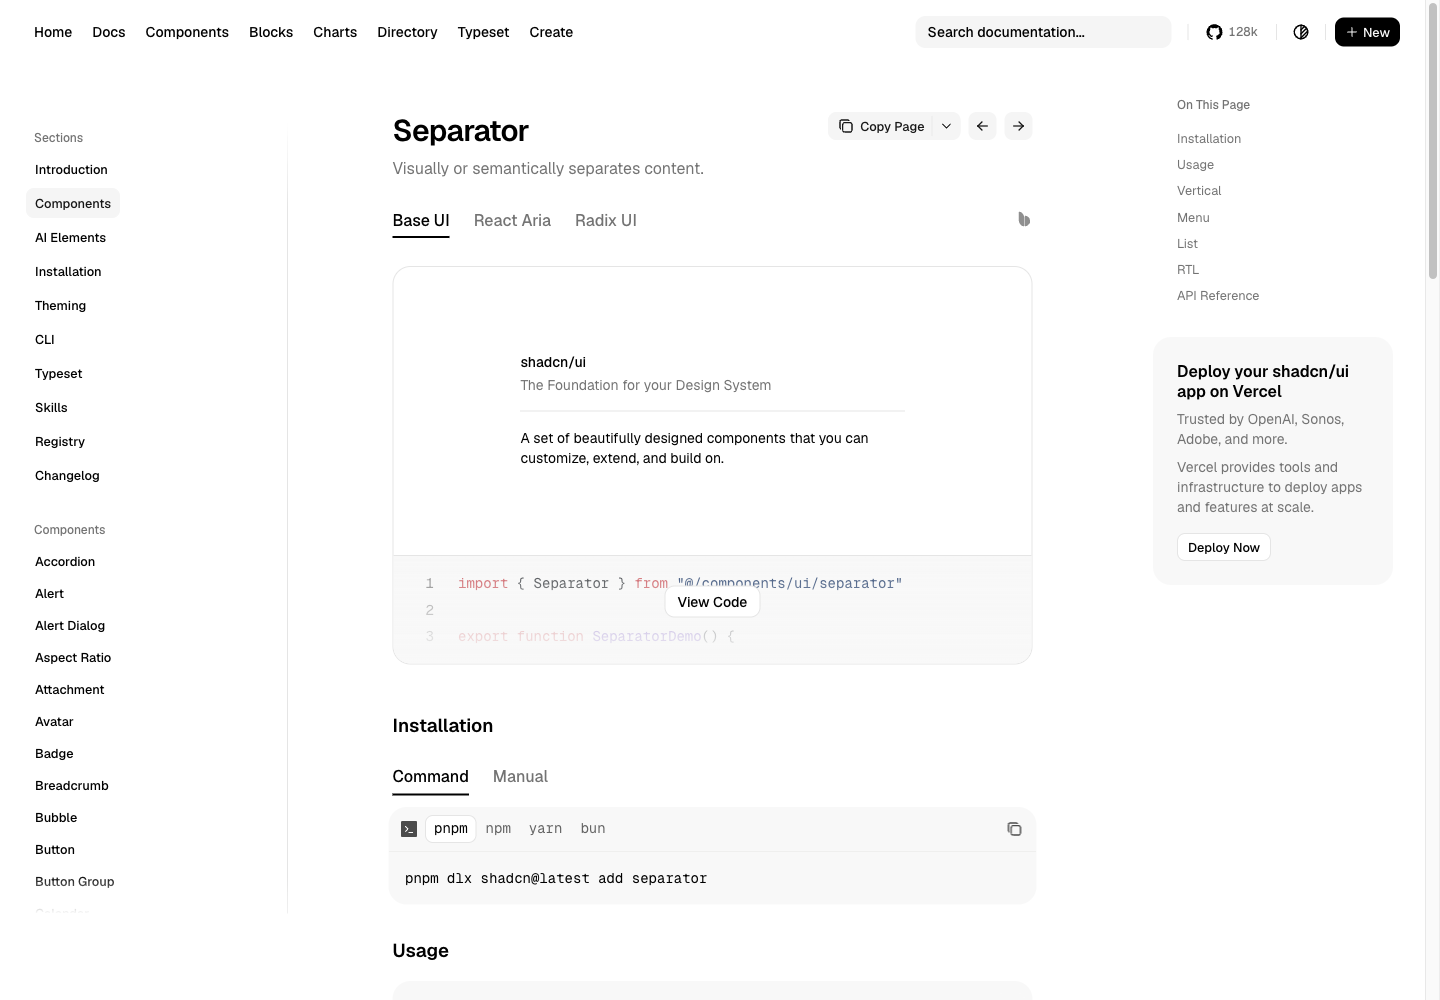 Home Docs Components Blocks Charts Directory Typeset Create
Search documentation...
128k
New
Sections
Introduction
Components
AI Elements
Installation
Theming
CLI
Typeset
Skills
Registry
Changelog
Components
Accordion
Alert
Alert Dialog
Aspect Ratio
Attachment
Avatar
Badge
Breadcrumb
Bubble
Button
Button Group
Separator
Copy Page
Visually or semantically separates content.
Base UI React Aria Radix UI
shadcn/ui
The Foundation for your Design System
A set of beautifully designed components that you can
customize, extend, and build on.
1 import { Separator } from "@/components/ui/separator"
2
View Code
3 export function SeparatorDemo() {
Installation
Command Manual
pnpm npm yarn bun
pnpm dlx shadcn@latest add separator
Usage
On This Page
Installation
Usage
Vertical
Menu
List
RTL
API Reference
Deploy your shadcn/ui
app on Vercel
Trusted by OpenAI, Sonos,
Adobe, and more.
Vercel provides tools and
infrastructure to deploy apps
and features at scale.
Deploy Now